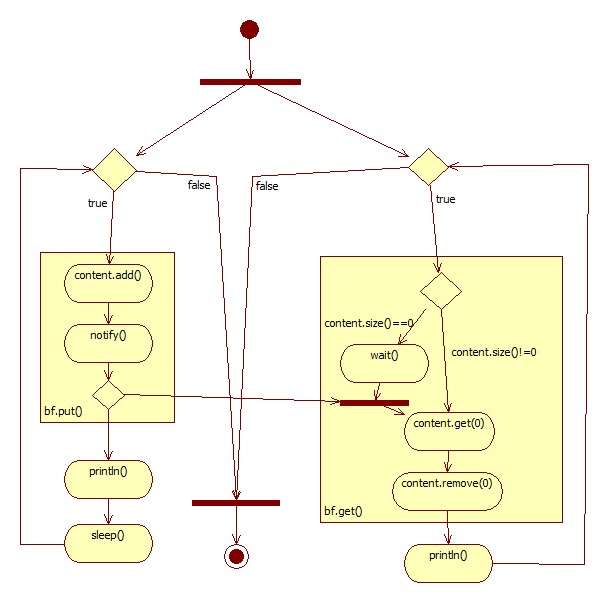 false
false
true
true
content.add()
notify()
content.size()==0
wait()
content.size()!=0
bf.put()
content.get(0)
println()
content.remove(0)
bf.get()
sleep()
println()